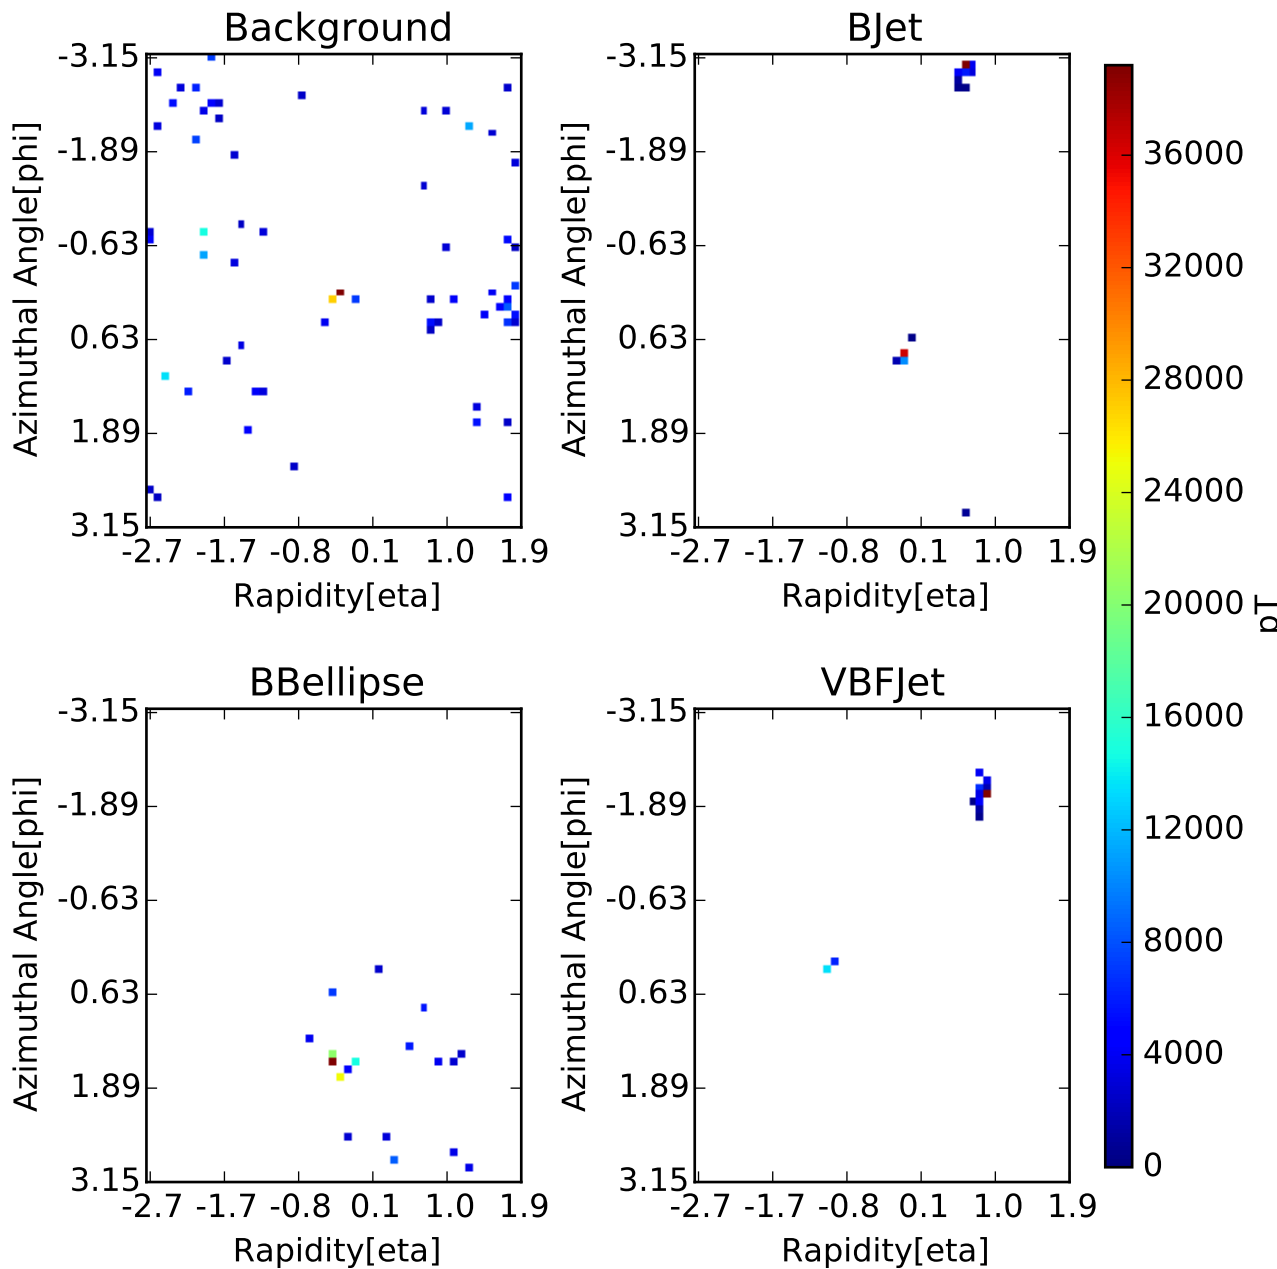 Background
BJet
-3.15
-1.89
-0.63
0.63
1.89
3.15
Azimuthal Angle[phi]
-2.7 -1.7 -0.8 0.1 1.0 1.9
Rapidity[eta]
-3.15
-1.89
-0.63
0.63
1.89
3.15
Azimuthal Angle[phi]
-2.7 -1.7 -0.8 0.1 1.0 1.9
Rapidity[eta]
BBellipse
VBFJet
-3.15
-1.89
-0.63
0.63
1.89
3.15
Azimuthal Angle[phi]
-2.7 -1.7 -0.8 0.1 1.0 1.9
Rapidity[eta]
-3.15
-1.89
-0.63
0.63
1.89
3.15
Azimuthal Angle[phi]
-2.7 -1.7 -0.8 0.1 1.0 1.9
Rapidity[eta]
36000
32000
28000
24000
20000
16000
12000
8000
4000
0
pT